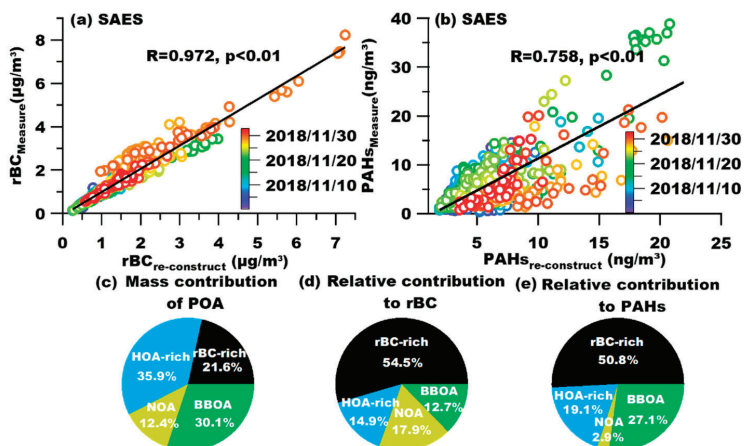 (a) SAES
R=0.972, p<0.01
rBCMeasure(µg/m³)
8
6
4
2
0
2018/11/30
2018/11/20
2018/11/10
0 1 2 3 4 5 6 7
rBCre-construct (µg/m³)
(b) SAES
R=0.758, p<0.01
PAHsMeasure(ng/m³)
40
30
20
10
0
2018/11/30
2018/11/20
2018/11/10
5 10 15 20 25
PAHsre-construct (ng/m³)
(c) Mass contribution
of POA
HOA-rich
35.9%
rBC-rich
21.6%
NOA
12.4%
BBOA
30.1%
(d) Relative contribution
to rBC
rBC-rich
54.5%
HOA-rich
14.9%
NOA
17.9%
BBOA
12.7%
(e) Relative contribution
to PAHs
rBC-rich
50.8%
HOA-rich
19.1%
NOA
2.9%
BBOA
27.1%